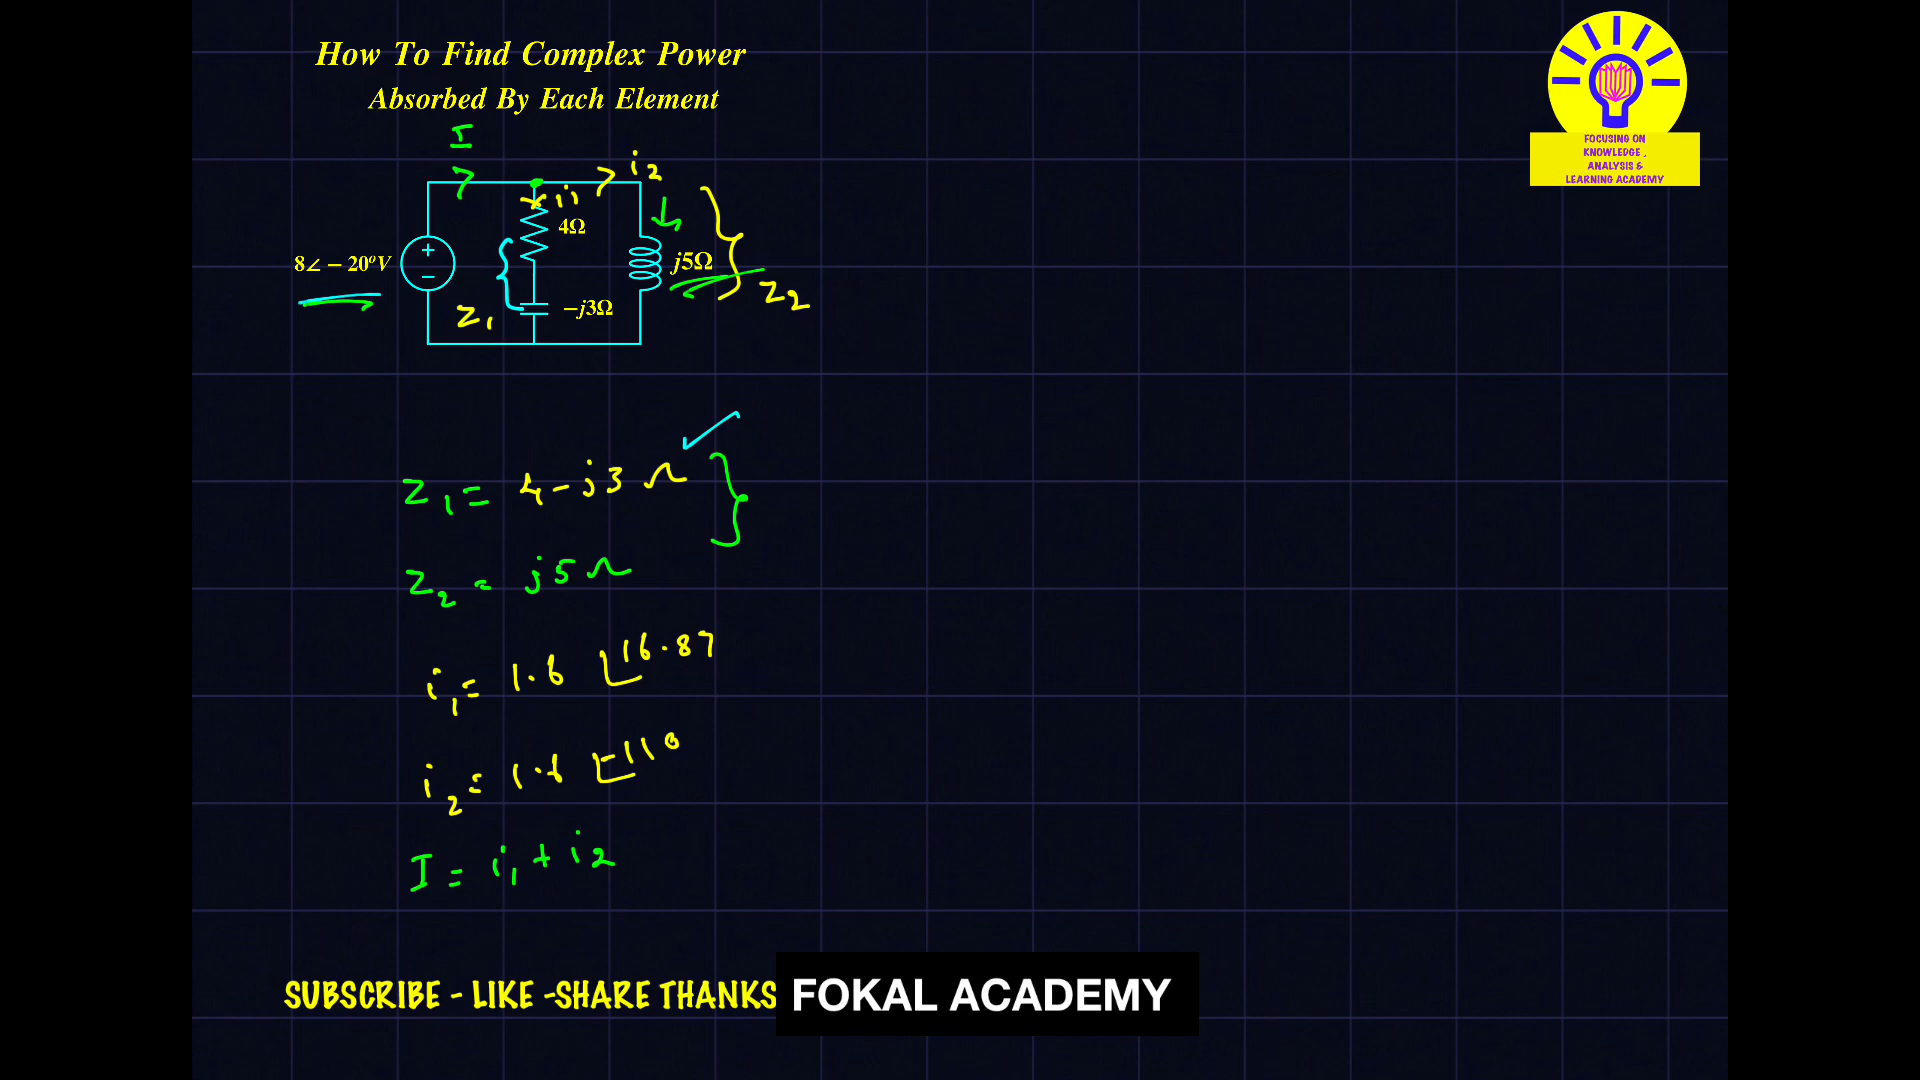 How To Find Complex Power
Absorbed By Each Element
FOCUSING ON
KNOWLEDGE ,
ANALYSIS &
LEARNING ACADEMY
I
i2
i1
4Ω
8∠ − 20ºV
+
−
j5Ω
Z1
−j3Ω
Z2
Z1 = 4 - j3 Ω
Z2 = j5 Ω
i1 = 1.6 ∠16.87
i2 = 1.6 ∠-110
I = i1 + i2
SUBSCRIBE - LIKE -SHARE THANKS
FOKAL ACADEMY